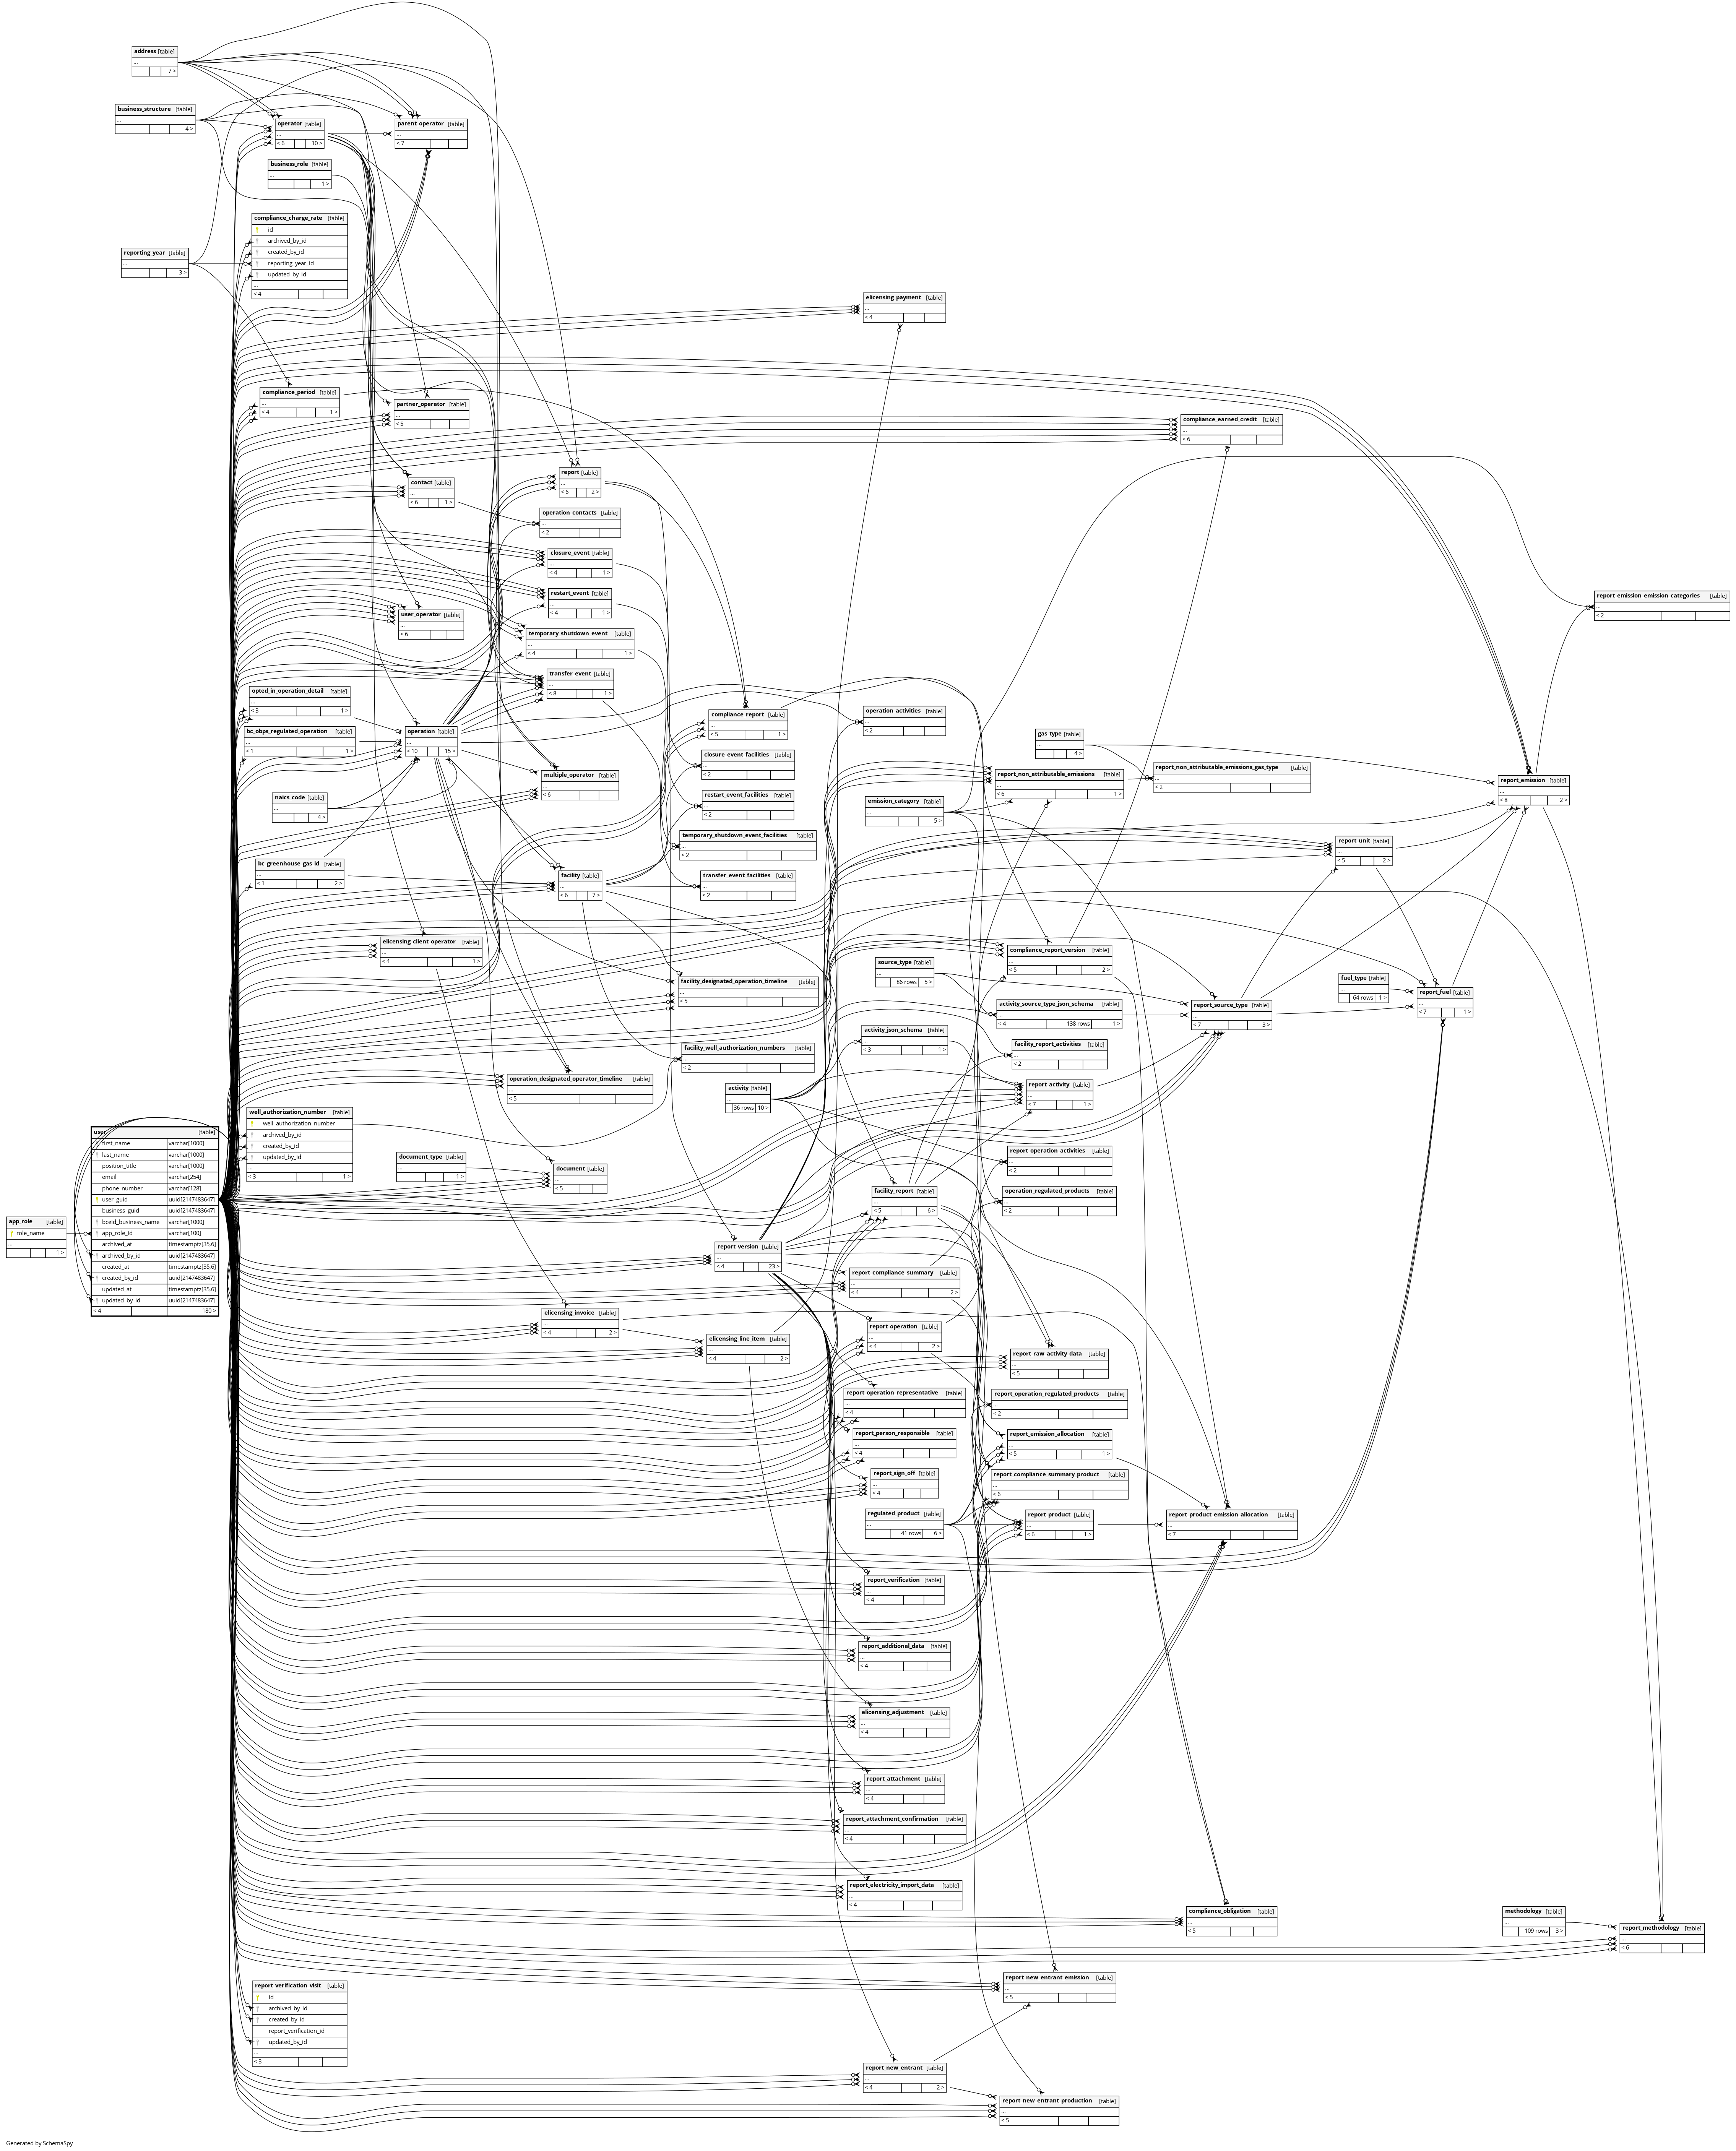 address [table]
...
7 >
business_structure [table]
...
4 >
operator [table]
...
< 6 10 >
parent_operator [table]
...
< 7
business_role [table]
...
1 >
compliance_charge_rate [table]
id
archived_by_id
created_by_id
reporting_year_id
updated_by_id
...
< 4
reporting_year [table]
...
3 >
elicensing_payment [table]
...
< 4
compliance_period [table]
...
< 4 1 >
partner_operator [table]
...
< 5
compliance_earned_credit [table]
...
< 6
report [table]
...
< 6 2 >
contact [table]
...
< 6 1 >
operation_contacts [table]
...
< 2
closure_event [table]
...
< 4 1 >
restart_event [table]
...
< 4 1 >
report_emission_emission_categories [table]
...
< 2
user_operator [table]
...
< 6
temporary_shutdown_event [table]
...
< 4 1 >
transfer_event [table]
...
< 8 1 >
opted_in_operation_detail [table]
...
< 3 1 >
bc_obps_regulated_operation [table]
...
< 1 1 >
operation [table]
...
< 10 15 >
compliance_report [table]
...
< 5 1 >
operation_activities [table]
...
< 2
gas_type [table]
...
4 >
closure_event_facilities [table]
...
< 2
multiple_operator [table]
...
< 6
report_non_attributable_emissions [table]
...
< 6 1 >
report_non_attributable_emissions_gas_type [table]
...
< 2
report_emission [table]
...
< 8 2 >
naics_code [table]
...
4 >
restart_event_facilities [table]
...
< 2
emission_category [table]
...
5 >
temporary_shutdown_event_facilities [table]
...
< 2
report_unit [table]
...
< 5 2 >
bc_greenhouse_gas_id [table]
...
< 1 2 >
facility [table]
...
< 6 7 >
transfer_event_facilities [table]
...
< 2
elicensing_client_operator [table]
...
< 4 1 >
compliance_report_version [table]
...
< 5 2 >
source_type [table]
...
86 rows 5 >
facility_designated_operation_timeline [table]
...
< 5
fuel_type [table]
...
64 rows 1 >
report_fuel [table]
...
< 7 1 >
activity_source_type_json_schema [table]
...
< 4 138 rows 1 >
report_source_type [table]
...
< 7 3 >
activity_json_schema [table]
...
< 3 1 >
facility_report_activities [table]
...
< 2
facility_well_authorization_numbers [table]
...
< 2
operation_designated_operator_timeline [table]
...
< 5
activity [table]
...
36 rows 10 >
report_activity [table]
...
< 7 1 >
well_authorization_number [table]
well_authorization_number
archived_by_id
created_by_id
updated_by_id
...
< 3 1 >
user [table]
first_name varchar[1000]
last_name varchar[1000]
position_title varchar[1000]
email varchar[254]
phone_number varchar[128]
user_guid uuid[2147483647]
business_guid uuid[2147483647]
bceid_business_name varchar[1000]
app_role_id varchar[100]
archived_at timestamptz[35,6]
archived_by_id uuid[2147483647]
created_at timestamptz[35,6]
created_by_id uuid[2147483647]
updated_at timestamptz[35,6]
updated_by_id uuid[2147483647]
< 4 180 >
app_role [table]
role_name
...
1 >
document_type [table]
...
1 >
document [table]
...
< 5
report_operation_activities [table]
...
< 2
facility_report [table]
...
< 5 6 >
operation_regulated_products [table]
...
< 2
report_version [table]
...
< 4 23 >
report_compliance_summary [table]
...
< 4 2 >
elicensing_invoice [table]
...
< 4 2 >
elicensing_line_item [table]
...
< 4 2 >
report_operation [table]
...
< 4 2 >
report_raw_activity_data [table]
...
< 5
report_operation_representative [table]
...
< 4
report_operation_regulated_products [table]
...
< 2
report_person_responsible [table]
...
< 4
report_emission_allocation [table]
...
< 5 1 >
report_sign_off [table]
...
< 4
report_compliance_summary_product [table]
...
< 6
regulated_product [table]
...
41 rows 6 >
report_product [table]
...
< 6 1 >
report_product_emission_allocation [table]
...
< 7
report_verification [table]
...
< 4
report_additional_data [table]
...
< 4
elicensing_adjustment [table]
...
< 4
report_attachment [table]
...
< 4
report_attachment_confirmation [table]
...
< 4
report_electricity_import_data [table]
...
< 4
compliance_obligation [table]
...
< 5
methodology [table]
...
109 rows 3 >
report_methodology [table]
...
< 6
report_verification_visit [table]
id
archived_by_id
created_by_id
report_verification_id
updated_by_id
...
< 3
report_new_entrant_emission [table]
...
< 5
report_new_entrant [table]
...
< 4 2 >
report_new_entrant_production [table]
...
< 5
Generated by SchemaSpy